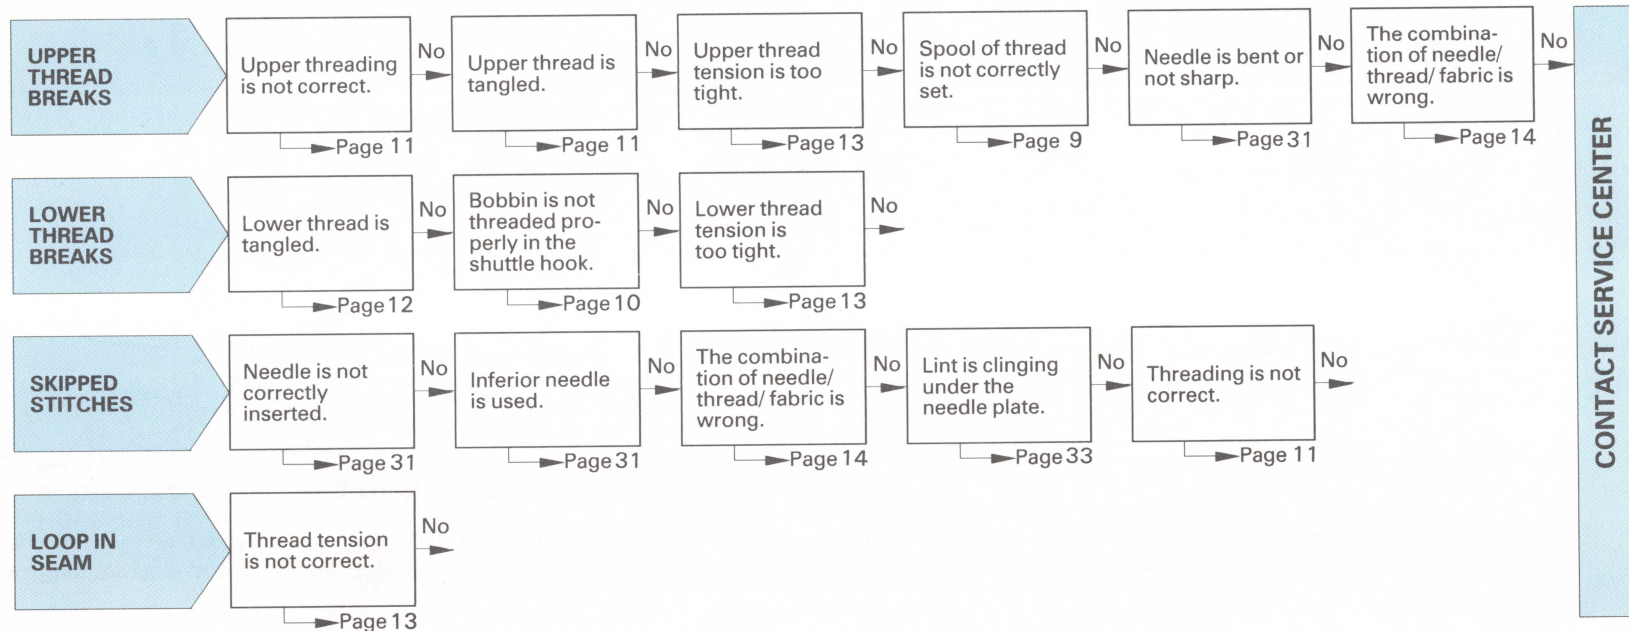 UPPER
THREAD
BREAKS
Upper threading
is not correct.
Page 11
No
Upper thread is
tangled.
Page 11
No
Upper thread
tension is too
tight.
Page 13
No
Spool of thread
is not correctly
set.
Page 9
No
Needle is bent or
not sharp.
Page 31
No
The combina-
tion of needle/
thread/ fabric is
wrong.
Page 14
No
LOWER
THREAD
BREAKS
Lower thread is
tangled.
Page 12
No
Bobbin is not
threaded pro-
perly in the
shuttle hook.
Page 10
No
Lower thread
tension is
too tight.
Page 13
No
SKIPPED
STITCHES
Needle is not
correctly
inserted.
Page 31
No
Inferior needle
is used.
Page 31
No
The combina-
tion of needle/
thread/ fabric is
wrong.
Page 14
No
Lint is clinging
under the
needle plate.
Page 33
No
Threading is not
correct.
Page 11
No
LOOP IN
SEAM
Thread tension
is not correct.
Page 13
No
CONTACT SERVICE CENTER